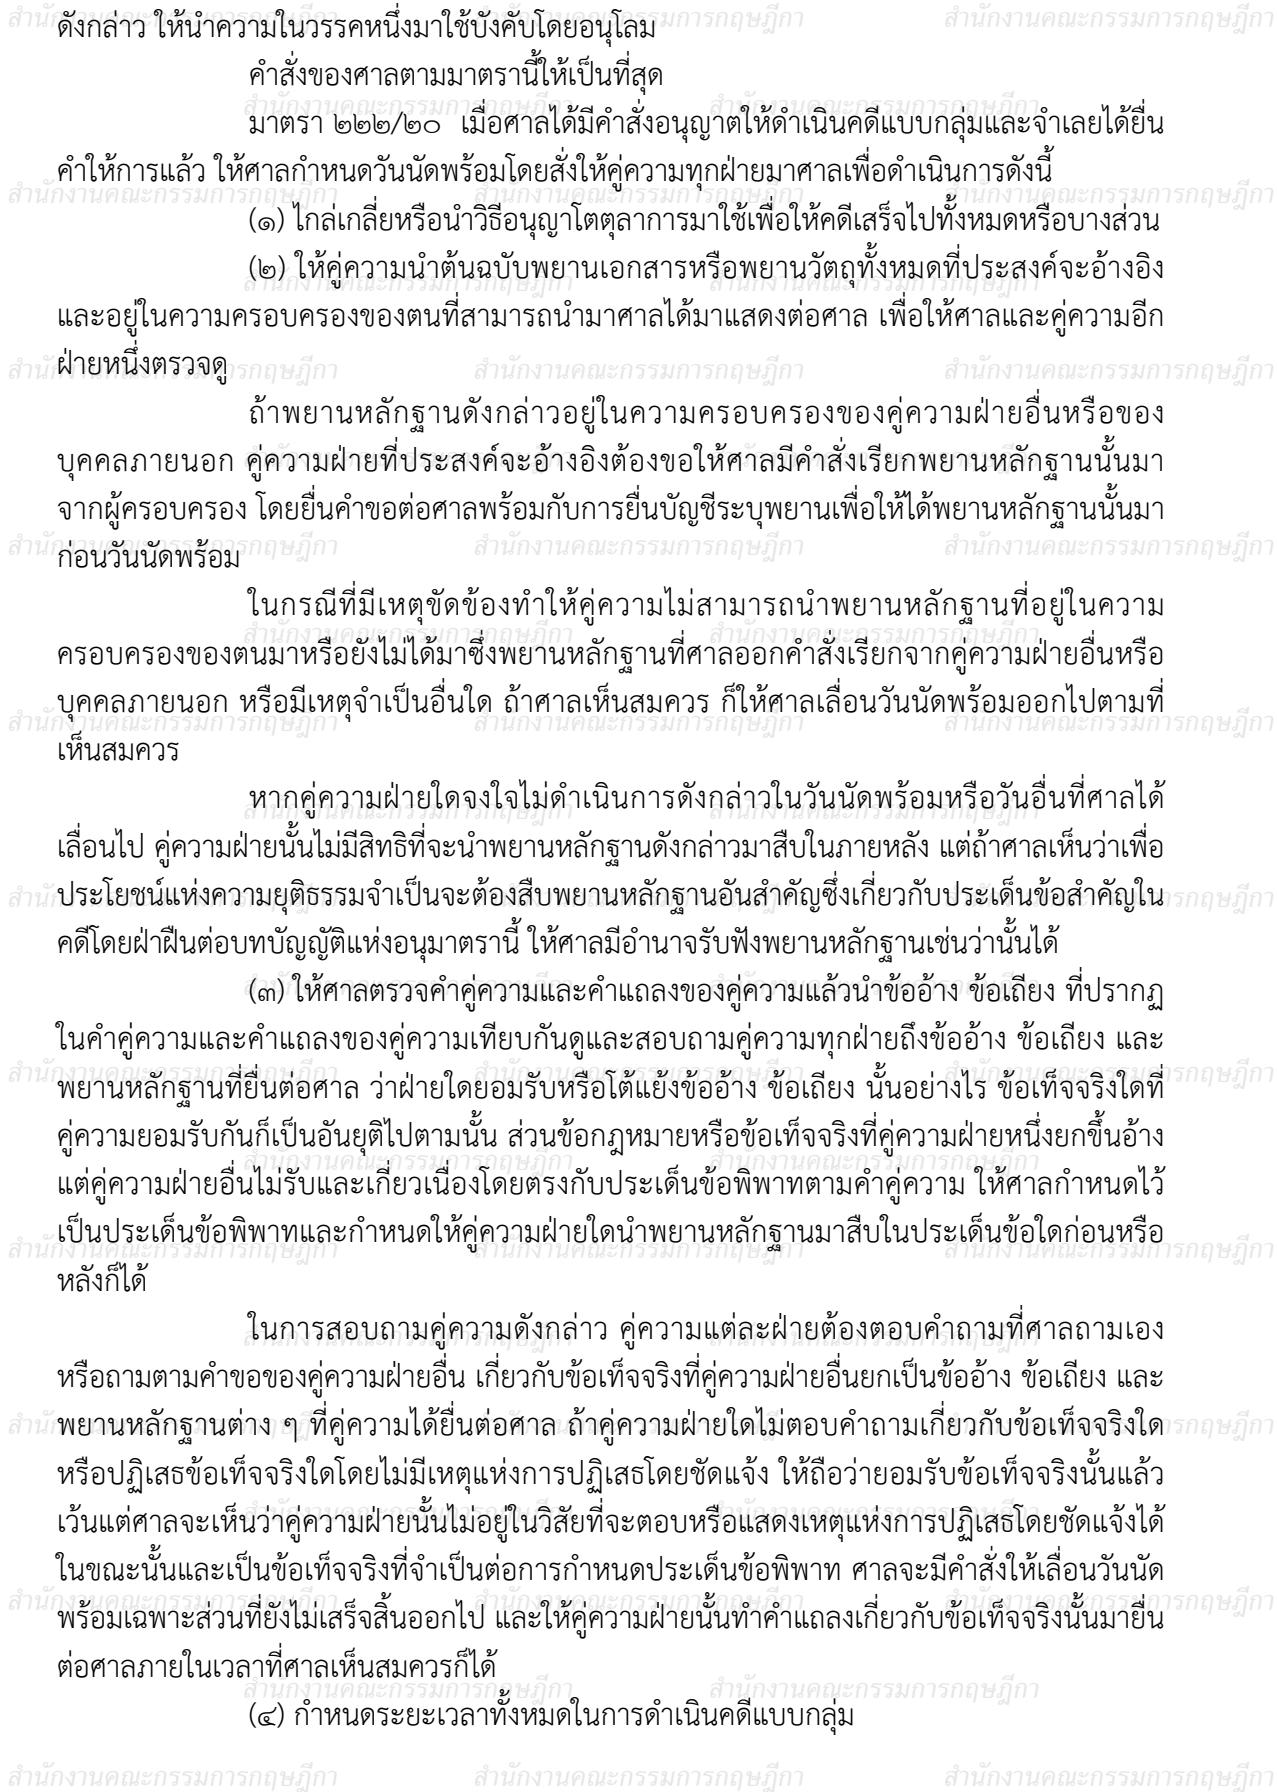 ดังกล่าว ให้นำความในวรรคหนึ่งมาใช้บังคับโดยอนุโลม
คำสั่งของศาลตามมาตรานี้ให้เป็นที่สุด
มาตรา ๒๒๒/๒๐ เมื่อศาลได้มีคำสั่งอนุญาตให้ดำเนินคดีแบบกลุ่มและจำเลยได้ยื่น
คำให้การแล้ว ให้ศาลกำหนดวันนัดพร้อมโดยสั่งให้คู่ความทุกฝ่ายมาศาลเพื่อดำเนินการดังนี้
(๑) ไกล่เกลี่ยหรือนำวิธีอนุญาโตตุลาการมาใช้เพื่อให้คดีเสร็จไปทั้งหมดหรือบางส่วน
(๒) ให้คู่ความนำต้นฉบับพยานเอกสารหรือพยานวัตถุทั้งหมดที่ประสงค์จะอ้างอิง
และอยู่ในความครอบครองของตนที่สามารถนำมาศาลได้มาแสดงต่อศาล เพื่อให้ศาลและคู่ความอีก
ฝ่ายหนึ่งตรวจดู
ถ้าพยานหลักฐานดังกล่าวอยู่ในความครอบครองของคู่ความฝ่ายอื่นหรือของ
บุคคลภายนอก คู่ความฝ่ายที่ประสงค์จะอ้างอิงต้องขอให้ศาลมีคำสั่งเรียกพยานหลักฐานนั้นมา
จากผู้ครอบครอง โดยยื่นคำขอต่อศาลพร้อมกับการยื่นบัญชีระบุพยานเพื่อให้ได้พยานหลักฐานนั้นมา
ก่อนวันนัดพร้อม
ในกรณีที่มีเหตุขัดข้องทำให้คู่ความไม่สามารถนำพยานหลักฐานที่อยู่ในความ
ครอบครองของตนมาหรือยังไม่ได้มาซึ่งพยานหลักฐานที่ศาลออกคำสั่งเรียกจากคู่ความฝ่ายอื่นหรือ
บุคคลภายนอก หรือมีเหตุจำเป็นอื่นใด ถ้าศาลเห็นสมควร ก็ให้ศาลเลื่อนวันนัดพร้อมออกไปตามที่
เห็นสมควร
หากคู่ความฝ่ายใดจงใจไม่ดำเนินการดังกล่าวในวันนัดพร้อมหรือวันอื่นที่ศาลได้
เลื่อนไป คู่ความฝ่ายนั้นไม่มีสิทธิที่จะนำพยานหลักฐานดังกล่าวมาสืบในภายหลัง แต่ถ้าศาลเห็นว่าเพื่อ
ประโยชน์แห่งความยุติธรรมจำเป็นจะต้องสืบพยานหลักฐานอันสำคัญซึ่งเกี่ยวกับประเด็นข้อสำคัญใน
คดีโดยฝ่าฝืนต่อบทบัญญัติแห่งอนุมาตรานี้ ให้ศาลมีอำนาจรับฟังพยานหลักฐานเช่นว่านั้นได้
(๓) ให้ศาลตรวจคำคู่ความและคำแถลงของคู่ความแล้วนำข้ออ้าง ข้อเถียง ที่ปรากฏ
ในคำคู่ความและคำแถลงของคู่ความเทียบกันดูและสอบถามคู่ความทุกฝ่ายถึงข้ออ้าง ข้อเถียง และ
พยานหลักฐานที่ยื่นต่อศาล ว่าฝ่ายใดยอมรับหรือโต้แย้งข้ออ้าง ข้อเถียง นั้นอย่างไร ข้อเท็จจริงใดที่
คู่ความยอมรับกันก็เป็นอันยุติไปตามนั้น ส่วนข้อกฎหมายหรือข้อเท็จจริงที่คู่ความฝ่ายหนึ่งยกขึ้นอ้าง
แต่คู่ความฝ่ายอื่นไม่รับและเกี่ยวเนื่องโดยตรงกับประเด็นข้อพิพาทตามคำคู่ความ ให้ศาลกำหนดไว้
เป็นประเด็นข้อพิพาทและกำหนดให้คู่ความฝ่ายใดนำพยานหลักฐานมาสืบในประเด็นข้อใดก่อนหรือ
หลังก็ได้
ในการสอบถามคู่ความดังกล่าว คู่ความแต่ละฝ่ายต้องตอบคำถามที่ศาลถามเอง
หรือถามตามคำขอของคู่ความฝ่ายอื่น เกี่ยวกับข้อเท็จจริงที่คู่ความฝ่ายอื่นยกเป็นข้ออ้าง ข้อเถียง และ
พยานหลักฐานต่าง ๆ ที่คู่ความได้ยื่นต่อศาล ถ้าคู่ความฝ่ายใดไม่ตอบคำถามเกี่ยวกับข้อเท็จจริงใด
หรือปฏิเสธข้อเท็จจริงใดโดยไม่มีเหตุแห่งการปฏิเสธโดยชัดแจ้ง ให้ถือว่ายอมรับข้อเท็จจริงนั้นแล้ว
เว้นแต่ศาลจะเห็นว่าคู่ความฝ่ายนั้นไม่อยู่ในวิสัยที่จะตอบหรือแสดงเหตุแห่งการปฏิเสธโดยชัดแจ้งได้
ในขณะนั้นและเป็นข้อเท็จจริงที่จำเป็นต่อการกำหนดประเด็นข้อพิพาท ศาลจะมีคำสั่งให้เลื่อนวันนัด
พร้อมเฉพาะส่วนที่ยังไม่เสร็จสิ้นออกไป และให้คู่ความฝ่ายนั้นทำคำแถลงเกี่ยวกับข้อเท็จจริงนั้นมายื่น
ต่อศาลภายในเวลาที่ศาลเห็นสมควรก็ได้
(๔) กำหนดระยะเวลาทั้งหมดในการดำเนินคดีแบบกลุ่ม
สำนักงานคณะกรรมการกฤษฎีกา สำนักงานคณะกรรมการกฤษฎีกา สำนักงานคณะกรรมการกฤษฎีกา